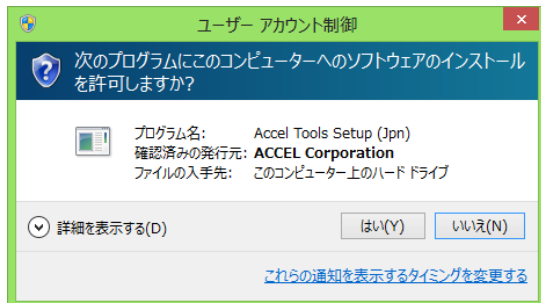 ユーザー アカウント制御
次のプログラムにこのコンピューターへのソフトウェアのインストール
を許可しますか?
プログラム名: Accel Tools Setup (Jpn)
確認済みの発行元: ACCEL Corporation
ファイルの入手先: このコンピューター上のハード ドライブ
詳細を表示する(D) はい(Y) いいえ(N)
これらの通知を表示するタイミングを変更する